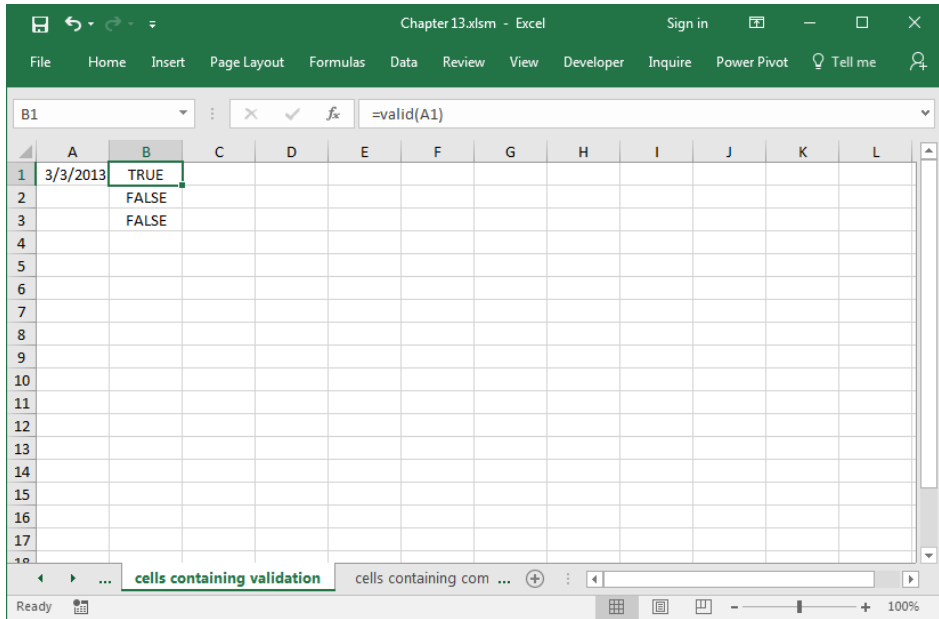 Chapter 13.xlsm - Excel Sign in
File Home Insert Page Layout Formulas Data Review View Developer Inquire Power Pivot Tell me
B1 fx =valid(A1)
A B C D E F G H I J K L
1 3/3/2013 TRUE
2 FALSE
3 FALSE
4
5
6
7
8
9
10
11
12
13
14
15
16
17
18
... cells containing validation cells containing com ...
Ready 100%